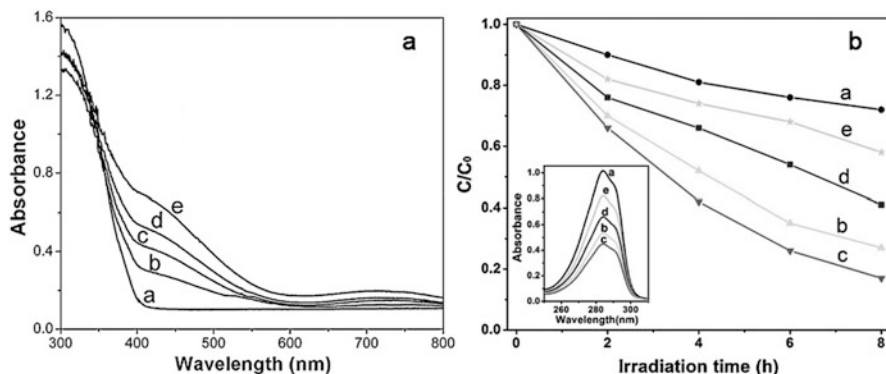 1.6
1.2
0.8
0.4
0.0
300 400 500 600 700 800
Wavelength (nm)
Absorbance
a
e
d
c
b
a
1.0
0.8
0.6
0.4
0.2
0.0
0 2 4 6 8
Irradiation time (h)
C/C₀
b
a
e
d
b
c
1.0
0.8
0.6
0.4
0.2
0.0
260 280 300
Wavelength(nm)
Absorbance
a
e
d
b
c